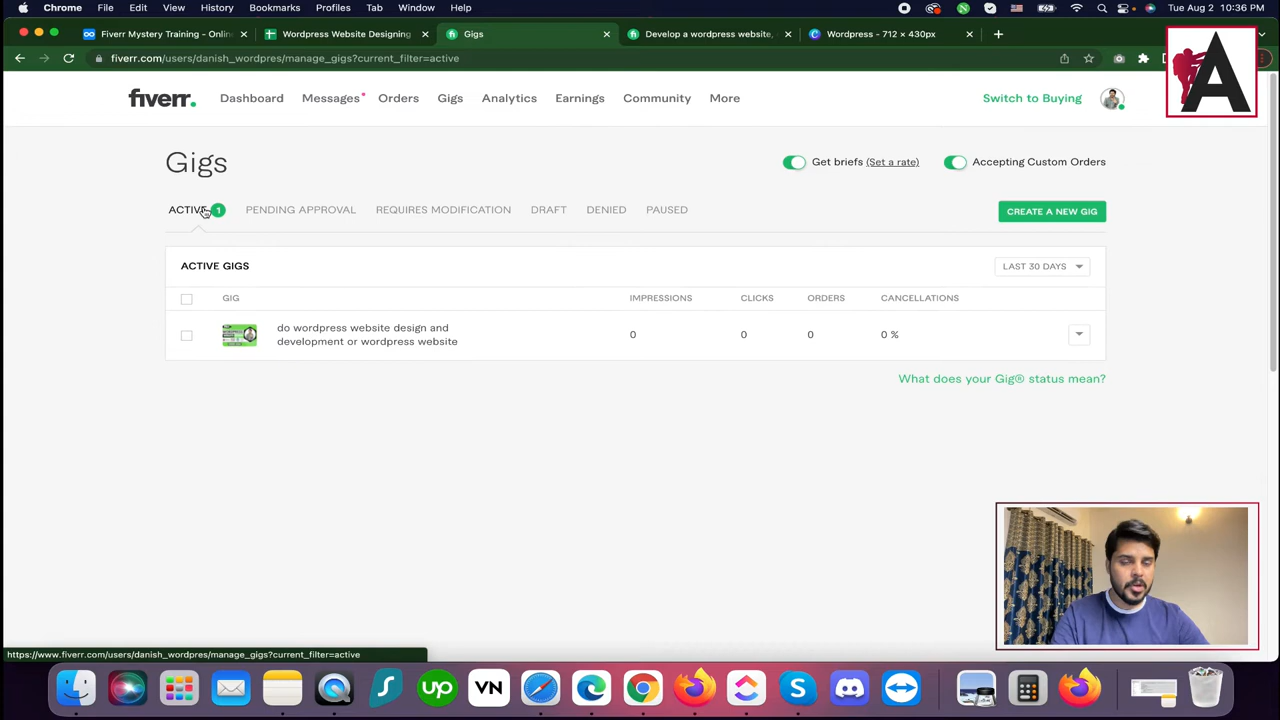 Chrome File Edit View History Bookmarks Profiles Tab Window Help
Tue Aug 2 10:36 PM
Fiverr Mystery Training - Onlin
Wordpress Website Designing
Gigs
Develop a wordpress website,
Wordpress - 712 × 430px
fiverr.com/users/danish_wordpres/manage_gigs?current_filter=active
A
fiverr.
Dashboard Messages Orders Gigs Analytics Earnings Community More
Switch to Buying
Gigs
Get briefs (Set a rate)
Accepting Custom Orders
ACTIVE 1
PENDING APPROVAL
REQUIRES MODIFICATION
DRAFT
DENIED
PAUSED
CREATE A NEW GIG
ACTIVE GIGS
LAST 30 DAYS
GIG IMPRESSIONS CLICKS ORDERS CANCELLATIONS
do wordpress website design and
development or wordpress website
0 0 0 0 %
What does your Gig® status mean?
https://www.fiverr.com/users/danish_wordpres/manage_gigs?current_filter=active
up
VN